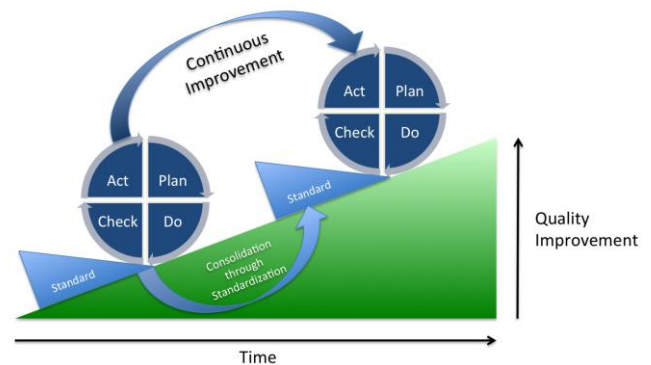 Continuous
Improvement
Act
Plan
Check
Do
Act
Plan
Check
Do
Standard
Standard
Consolidation
through
Standardization
Quality
Improvement
Time